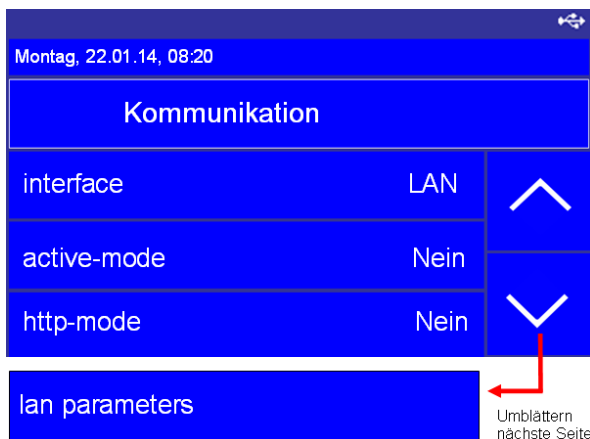 Montag, 22.01.14, 08:20
Kommunikation
interface LAN
active-mode Nein
http-mode Nein
lan parameters
Umblättern
nächste Seite